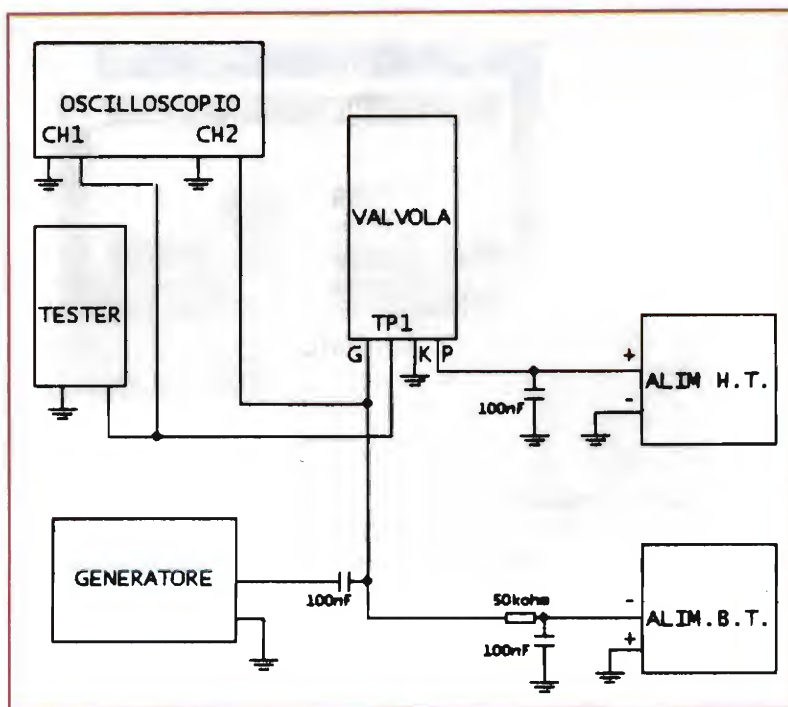 OSCILLOSCOPIO
CH1 CH2
VALVOLA
TESTER
TP1
G K P
+
ALIM H.T.
-
100nF
GENERATORE
100nF
50kohm
-
ALIM.B.T.
+
100nF